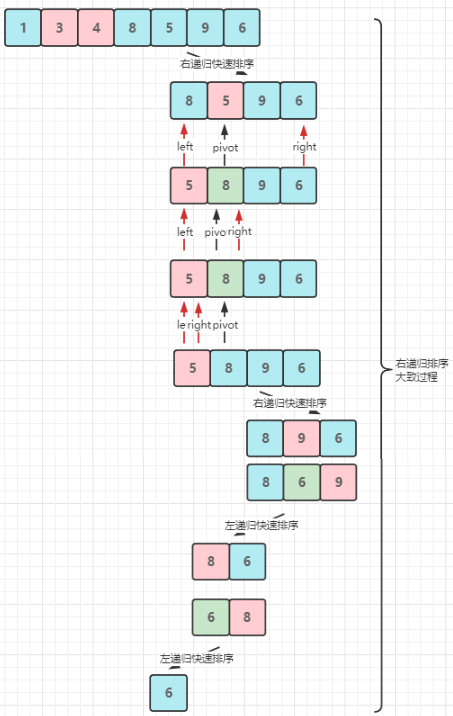 1 3 4 8 5 9 6
右递归快速排序
8 5 9 6
left pivot right
5 8 9 6
left pivo right
5 8 9 6
le right pivot
5 8 9 6
右递归排序
大致过程
右递归快速排序
8 9 6
8 6 9
左递归快速排序
8 6
6 8
左递归快速排序
6